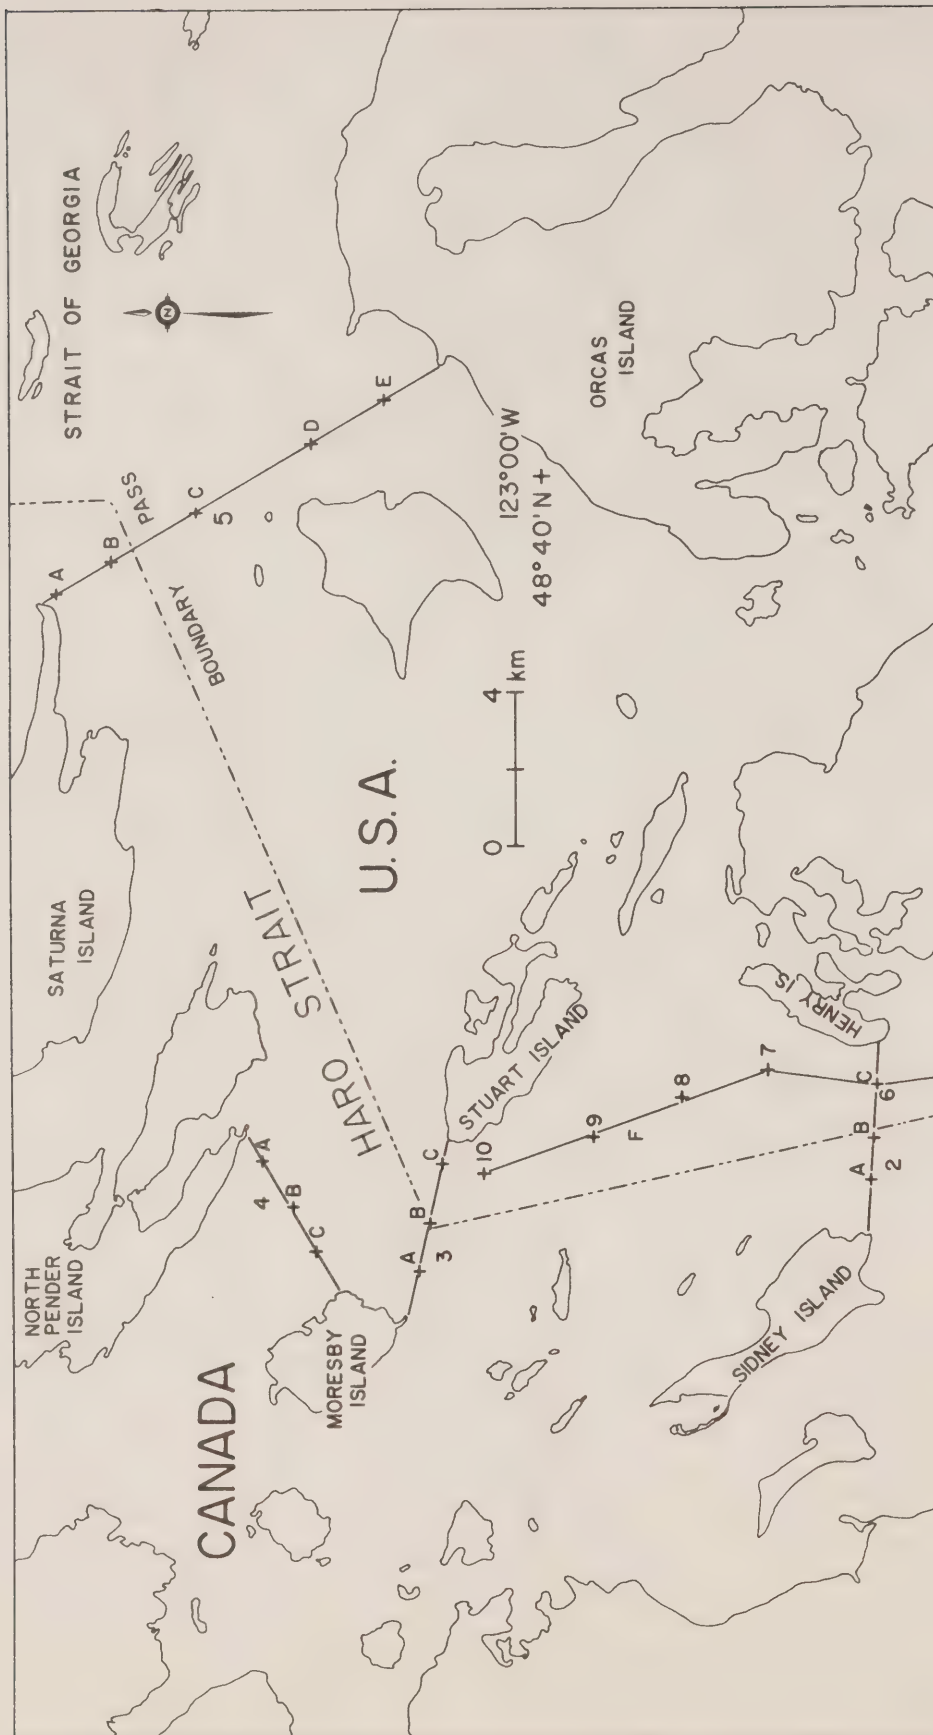 STRAIT OF GEORGIA
N
SATURNA
ISLAND
NORTH
PENDER
ISLAND
CANADA
MORESBY
ISLAND
HARO STRAIT
BOUNDARY
PASS
U.S.A.
A
B
C
5
D
E
4
A
B
C
3
A
B
C
STUART ISLAND
0
4
km
123°00'W
48°40'N +
ORCAS
ISLAND
10
9
F
8
7
SIDNEY ISLAND
HENRY IS
2
A
B
C
6